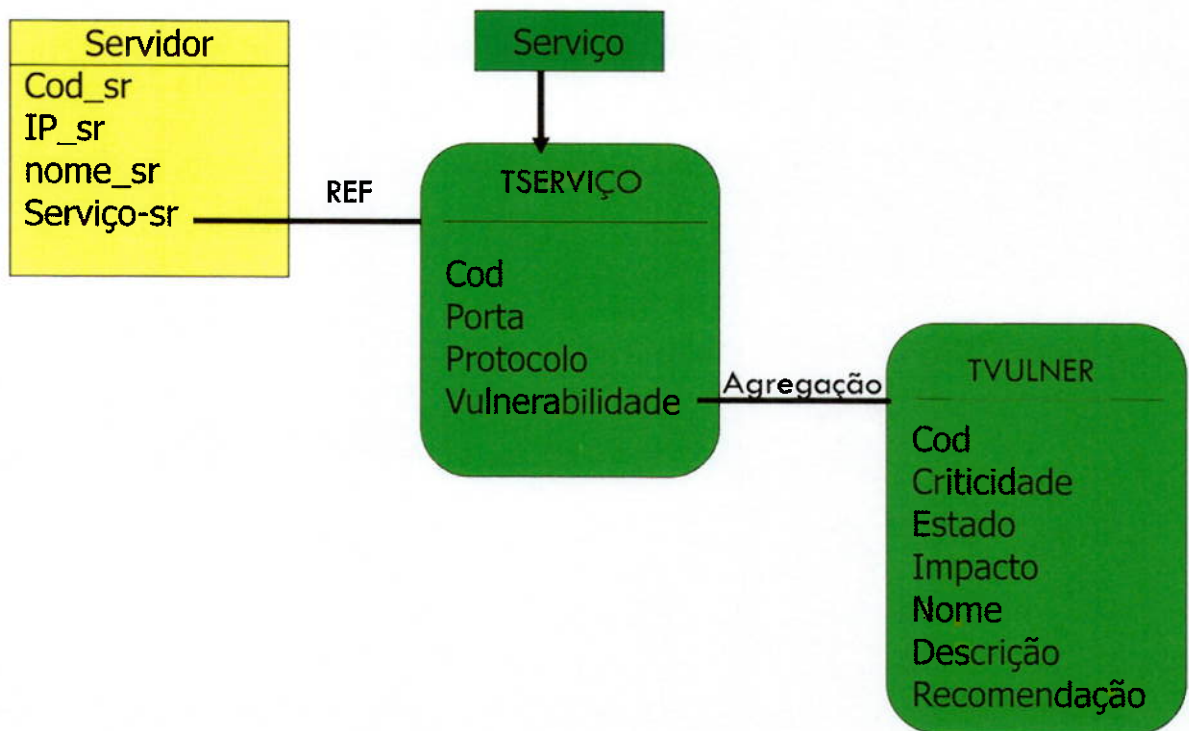 Servidor
Cod_sr
IP_sr
nome_sr
Serviço-sr
REF
Serviço
TSERVIÇO
Cod
Porta
Protocolo
Vulnerabilidade
Agregação
TVULNER
Cod
Criticidade
Estado
Impacto
Nome
Descrição
Recomendação